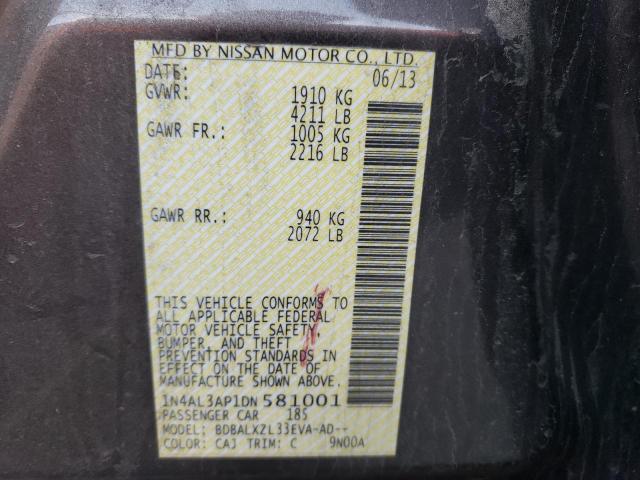 MFD BY NISSAN MOTOR CO., LTD.
DATE: 06/13
GVWR: 1910 KG
4211 LB
GAWR FR.: 1005 KG
2216 LB
GAWR RR.: 940 KG
2072 LB
THIS VEHICLE CONFORMS TO
ALL APPLICABLE FEDERAL
MOTOR VEHICLE SAFETY,
BUMPER, AND THEFT
PREVENTION STANDARDS IN
EFFECT ON THE DATE OF
MANUFACTURE SHOWN ABOVE.
1N4AL3AP1DN581001
PASSENGER CAR 185
MODEL: BDBALXZL33EVA-AD--
COLOR: CAJ TRIM: C 9N00A